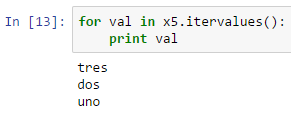 In [13]: for val in x5.itervalues():
    print val
tres
dos
uno